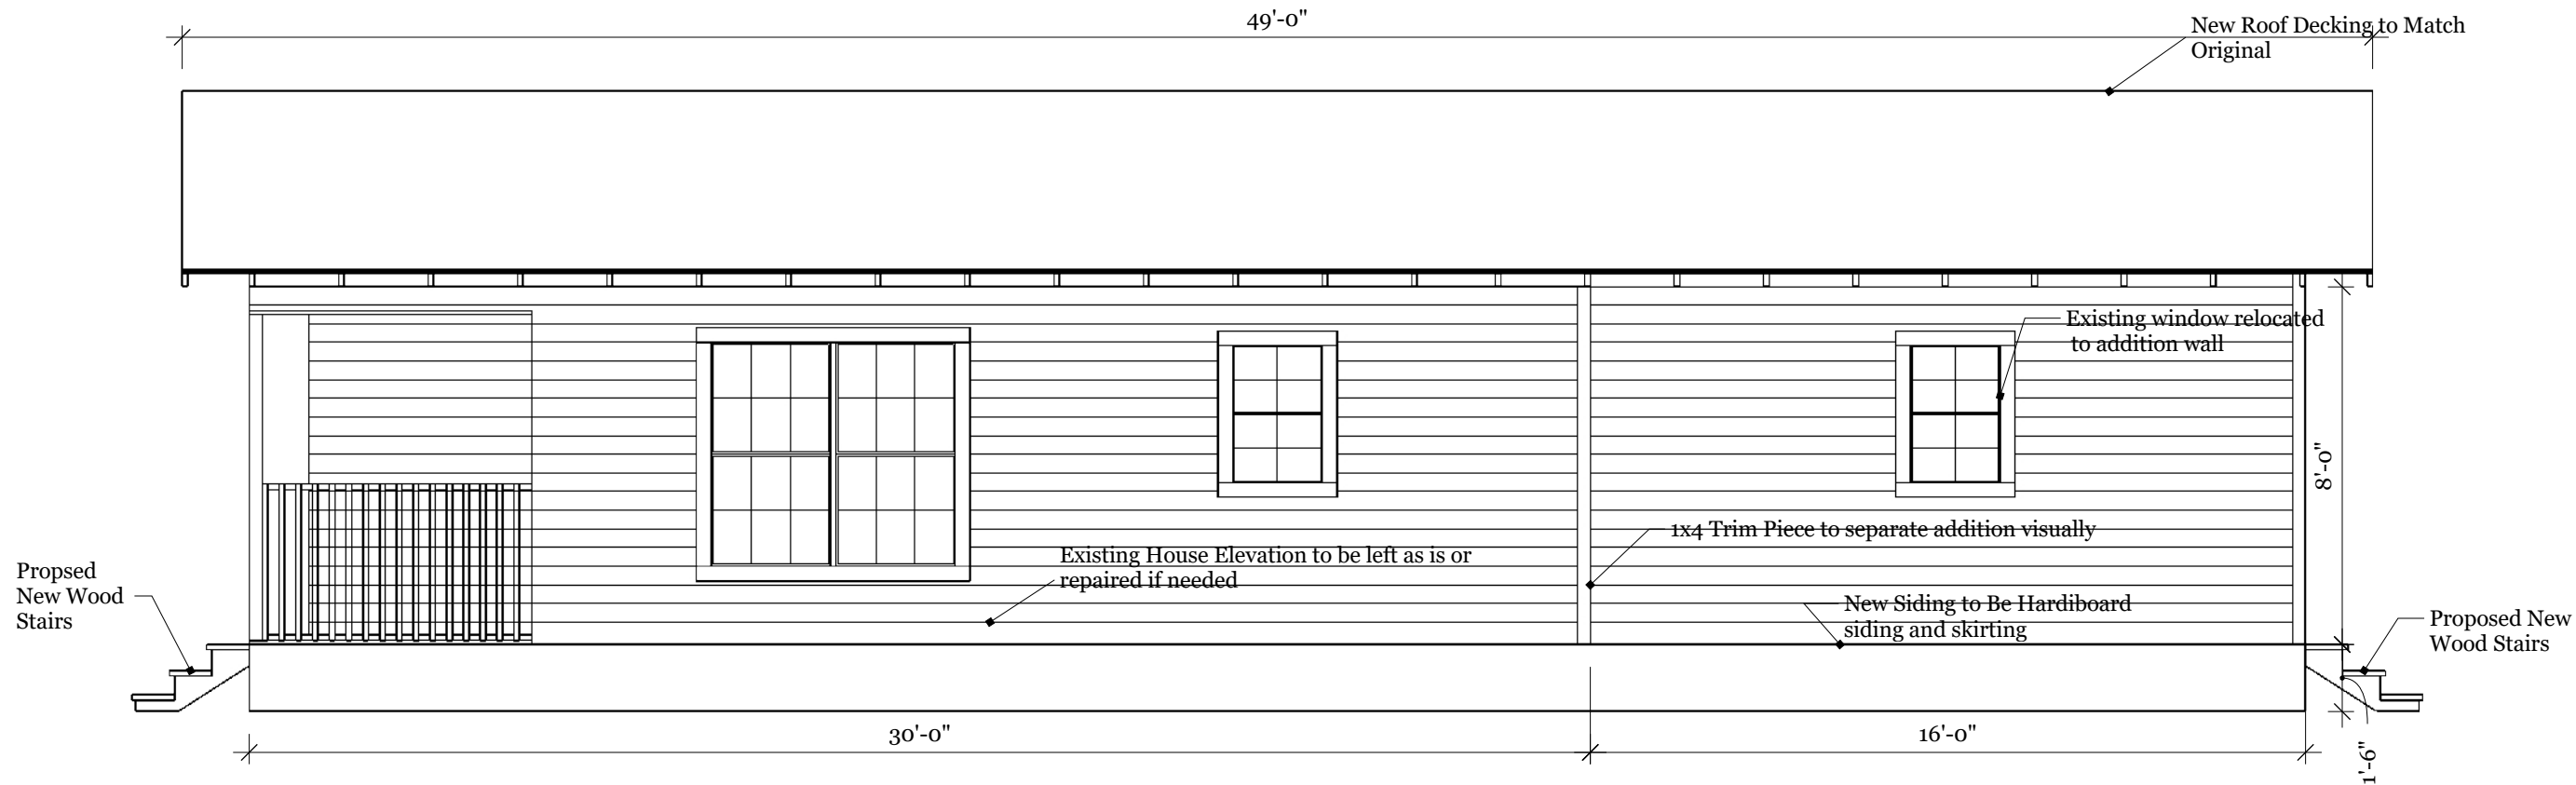 49'-0"
New Roof Decking to Match
Original
Existing window relocated
to addition wall
8'-0"
1x4 Trim Piece to separate addition visually
Existing House Elevation to be left as is or
repaired if needed
Propsed
New Wood
Stairs
New Siding to Be Hardiboard
siding and skirting
Proposed New
Wood Stairs
30'-0"
16'-0"
1'-6"